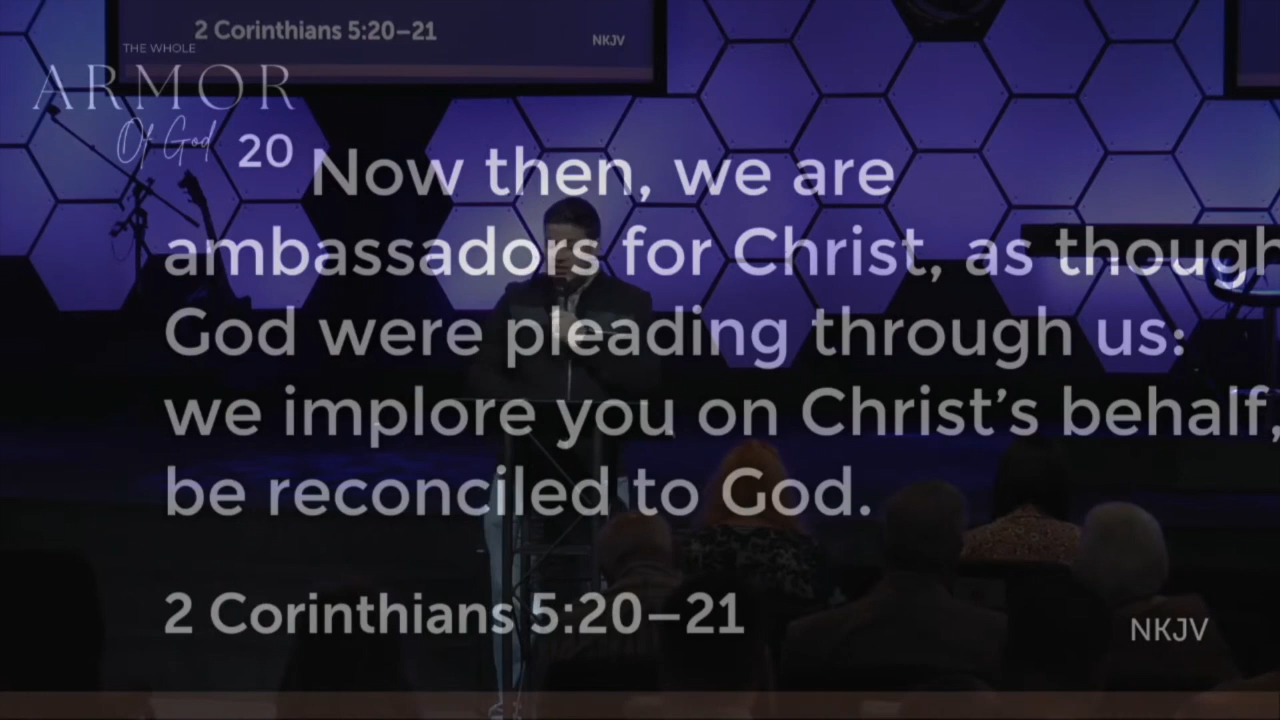 2 Corinthians 5:20–21
NKJV
THE WHOLE
ARMOR
Of God
20 Now then, we are
ambassadors for Christ, as though
God were pleading through us:
we implore you on Christ's behalf,
be reconciled to God.
2 Corinthians 5:20–21
NKJV